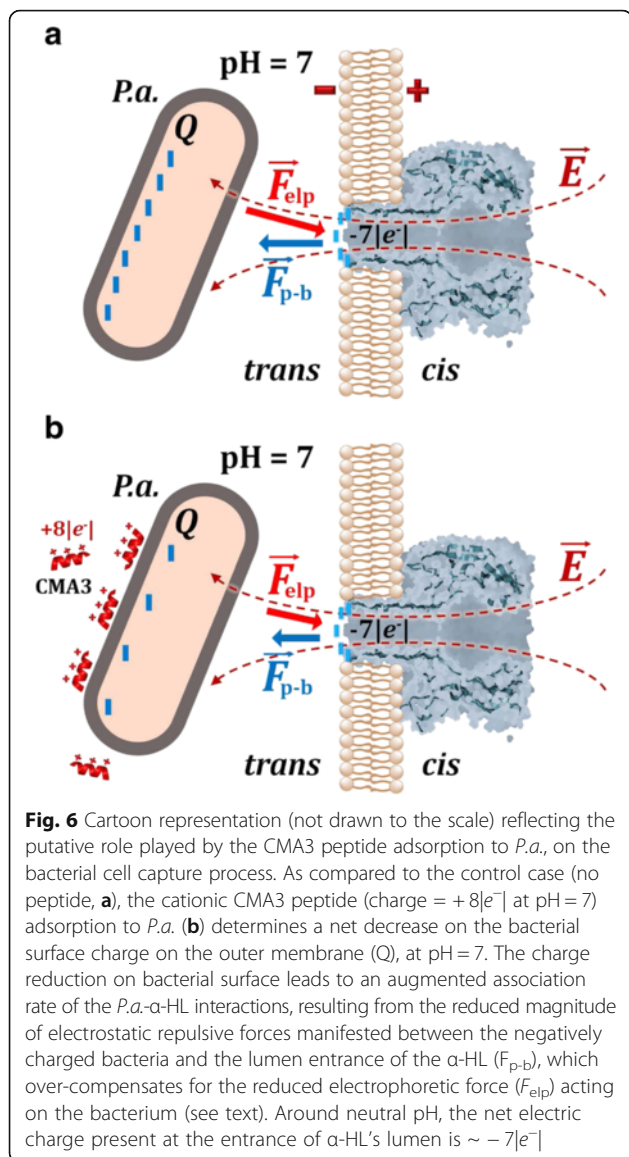 a
pH = 7
P.a.
Q
− +
F elp
E
-7|e-|
F p-b
trans cis
b
pH = 7
P.a.
Q
+8|e-|
CMA3
+ + +
+ + +
+ + +
+ + +
+ + +
F elp
E
-7|e-|
F p-b
trans cis
Fig. 6 Cartoon representation (not drawn to the scale) reflecting the
putative role played by the CMA3 peptide adsorption to P.a., on the
bacterial cell capture process. As compared to the control case (no
peptide, a), the cationic CMA3 peptide (charge = + 8|e−| at pH = 7)
adsorption to P.a. (b) determines a net decrease on the bacterial
surface charge on the outer membrane (Q), at pH = 7. The charge
reduction on bacterial surface leads to an augmented association
rate of the P.a.-α-HL interactions, resulting from the reduced magnitude
of electrostatic repulsive forces manifested between the negatively
charged bacteria and the lumen entrance of the α-HL (Fp-b), which
over-compensates for the reduced electrophoretic force (Felp) acting
on the bacterium (see text). Around neutral pH, the net electric
charge present at the entrance of α-HL’s lumen is ~ − 7|e−|